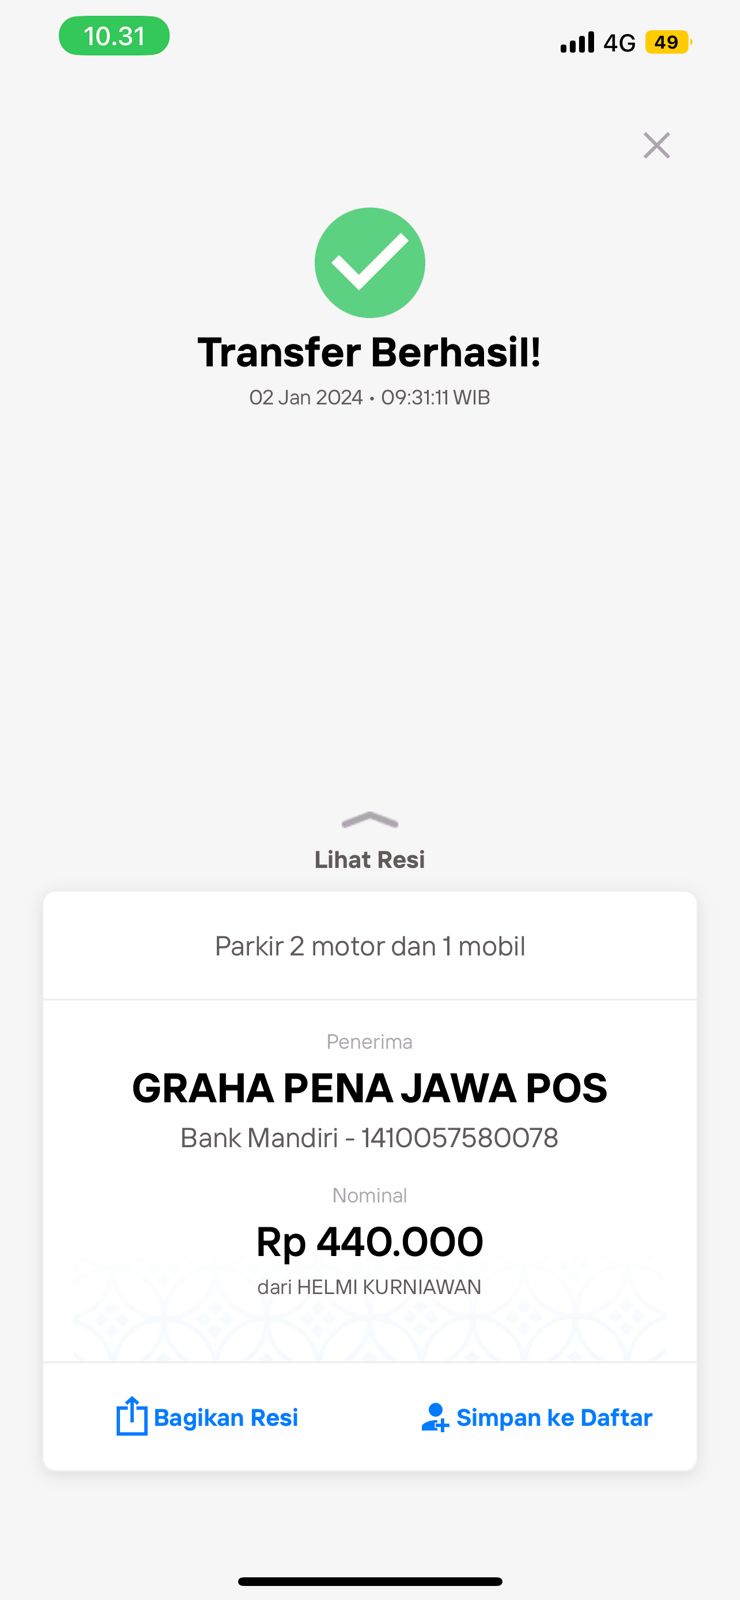 10.31
4G 49
Transfer Berhasil!
02 Jan 2024 • 09:31:11 WIB
Lihat Resi
Parkir 2 motor dan 1 mobil
Penerima
GRAHA PENA JAWA POS
Bank Mandiri - 1410057580078
Nominal
Rp 440.000
dari HELMI KURNIAWAN
Bagikan Resi
Simpan ke Daftar